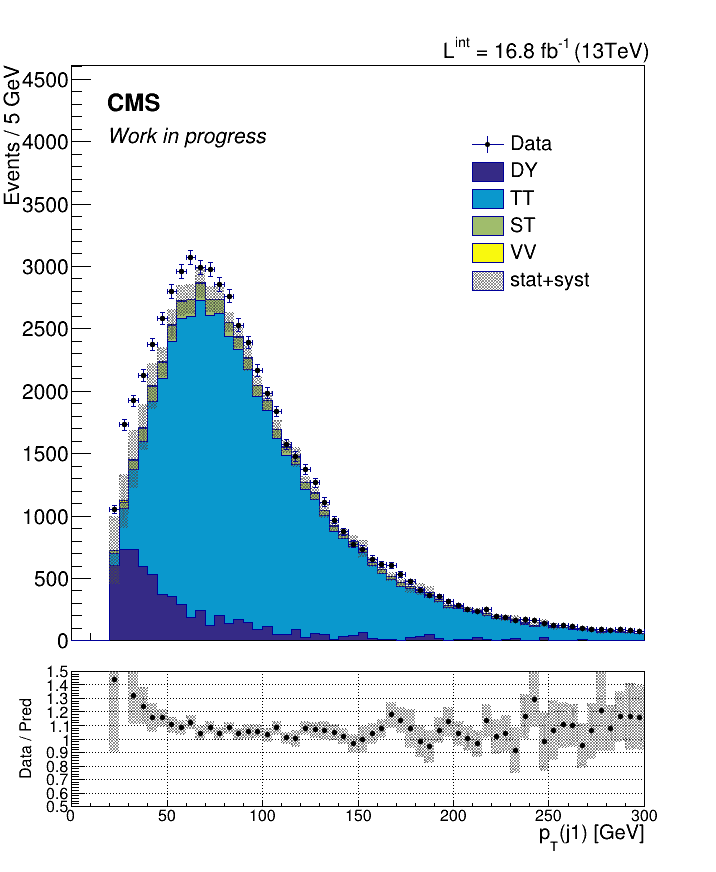 L^int = 16.8 fb^-1 (13TeV)
Events / 5 GeV
4500
4000
3500
3000
2500
2000
1500
1000
500
0
CMS
Work in progress
Data
DY
TT
ST
VV
stat+syst
Data / Pred
1.5
1.4
1.3
1.2
1.1
1
0.9
0.8
0.7
0.6
0.5
0 50 100 150 200 250 300
p_T(j1) [GeV]